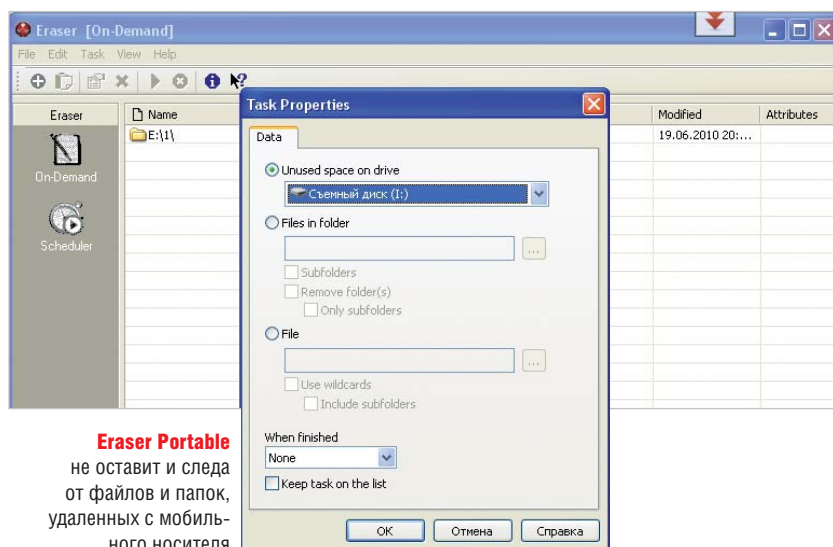 Eraser [On-Demand]
File Edit Task View Help
Eraser
Name
Modified
Attributes
E:\1\
19.06.2010 20:...
On-Demand
Scheduler
Task Properties
Data
Unused space on drive
Съемный диск (I:)
Files in folder
...
Subfolders
Remove folder(s)
Only subfolders
File
...
Use wildcards
Include subfolders
When finished
None
Keep task on the list
OK
Отмена
Справка
Eraser Portable
не оставит и следа
от файлов и папок,
удаленных с мобиль-
ного носителя